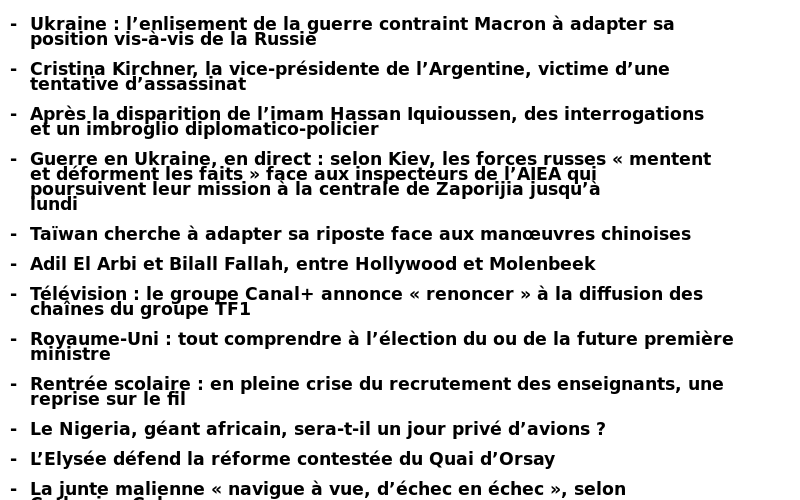 - Ukraine : l’enlisement de la guerre contraint Macron à adapter sa
position vis-à-vis de la Russie
- Cristina Kirchner, la vice-présidente de l’Argentine, victime d’une
tentative d’assassinat
- Après la disparition de l’imam Hassan Iquioussen, des interrogations
et un imbroglio diplomatico-policier
- Guerre en Ukraine, en direct : selon Kiev, les forces russes « mentent
et déforment les faits » face aux inspecteurs de l’AIEA qui
poursuivent leur mission à la centrale de Zaporijia jusqu’à
lundi
- Taïwan cherche à adapter sa riposte face aux manœuvres chinoises
- Adil El Arbi et Bilall Fallah, entre Hollywood et Molenbeek
- Télévision : le groupe Canal+ annonce « renoncer » à la diffusion des
chaînes du groupe TF1
- Royaume-Uni : tout comprendre à l’élection du ou de la future première
ministre
- Rentrée scolaire : en pleine crise du recrutement des enseignants, une
reprise sur le fil
- Le Nigeria, géant africain, sera-t-il un jour privé d’avions ?
- L’Elysée défend la réforme contestée du Quai d’Orsay
- La junte malienne « navigue à vue, d’échec en échec », selon